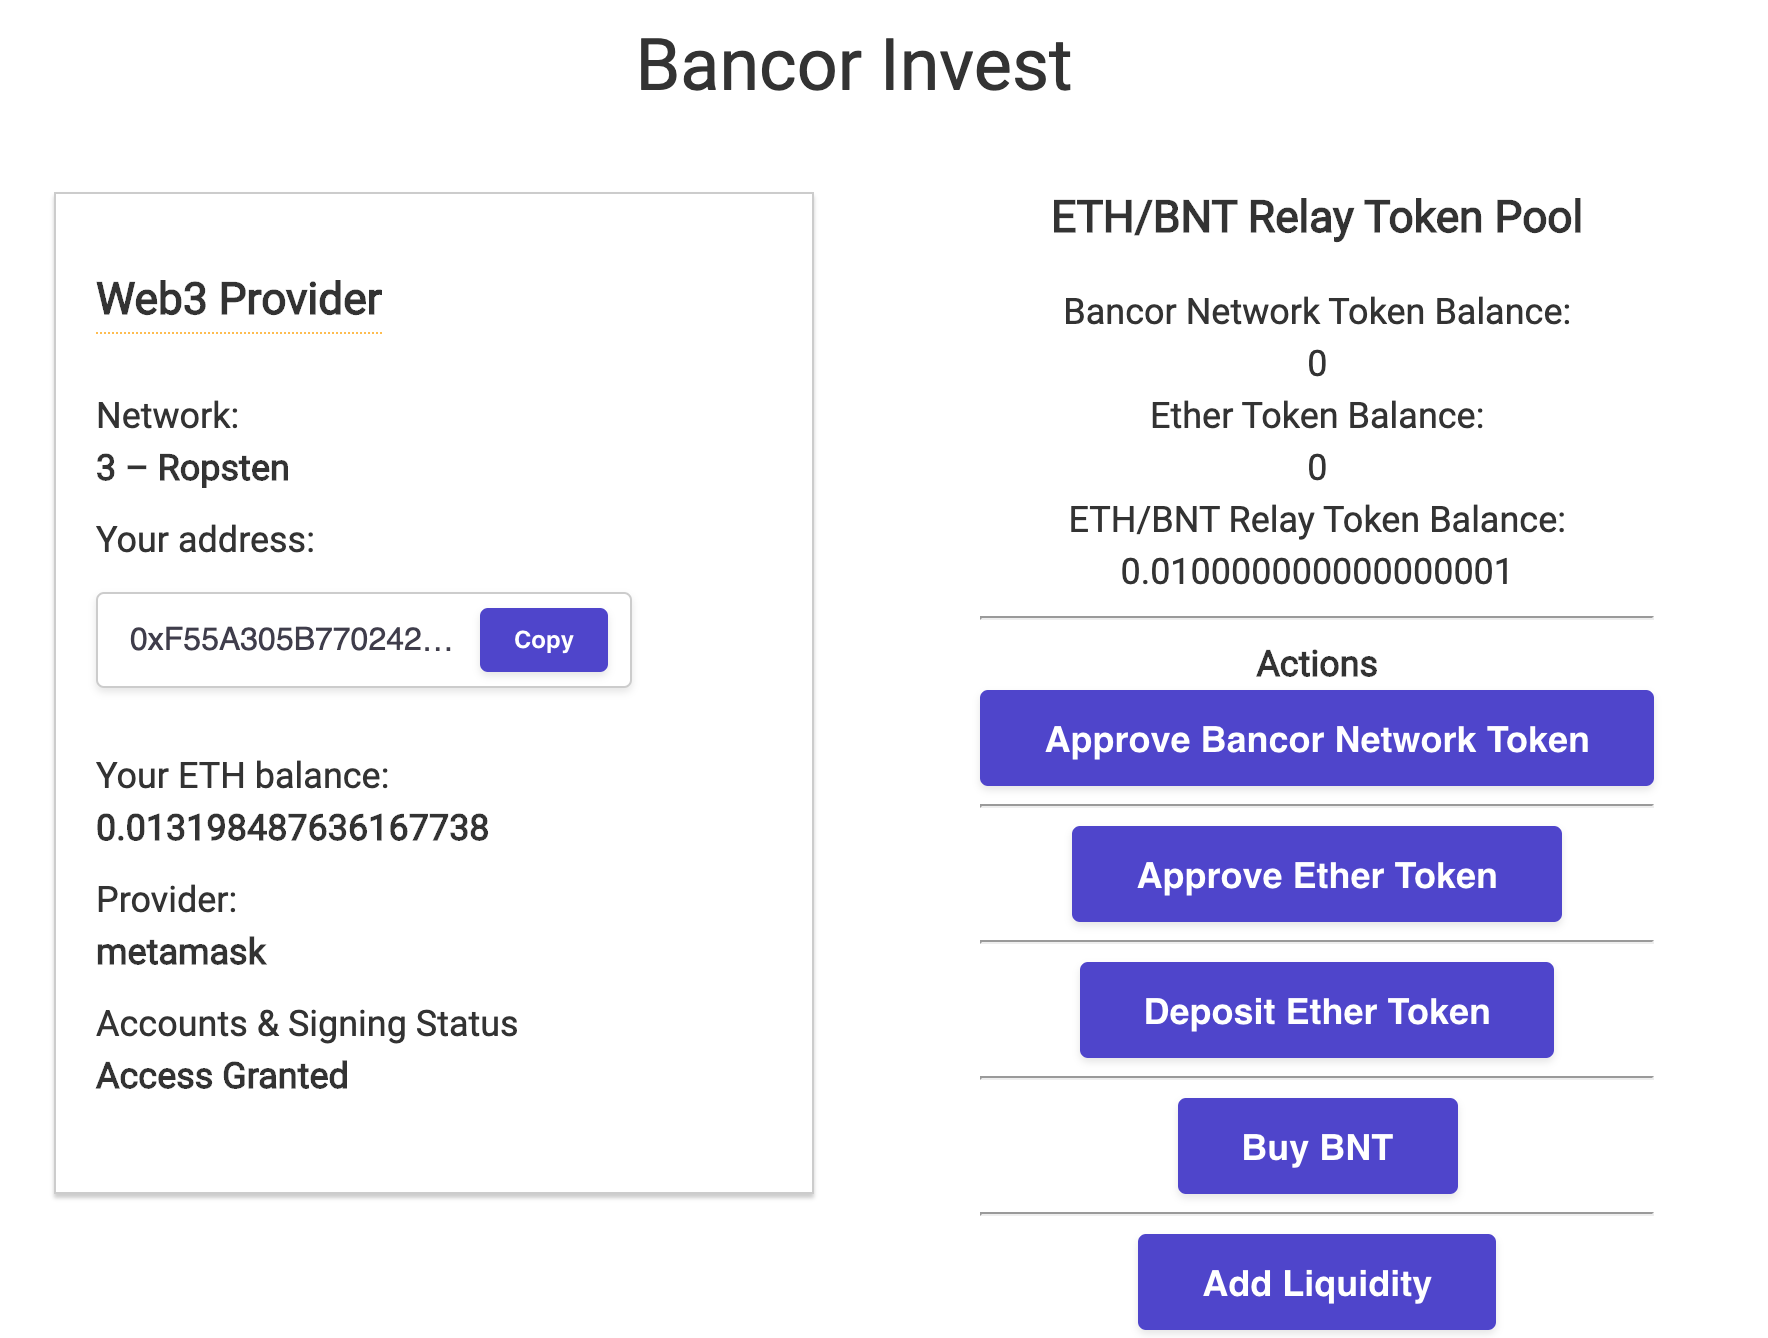 Bancor Invest
Web3 Provider
Network:
3 – Ropsten
Your address:
0xF55A305B770242...
Copy
Your ETH balance:
0.013198487636167738
Provider:
metamask
Accounts & Signing Status
Access Granted
ETH/BNT Relay Token Pool
Bancor Network Token Balance:
0
Ether Token Balance:
0
ETH/BNT Relay Token Balance:
0.010000000000000001
Actions
Approve Bancor Network Token
Approve Ether Token
Deposit Ether Token
Buy BNT
Add Liquidity